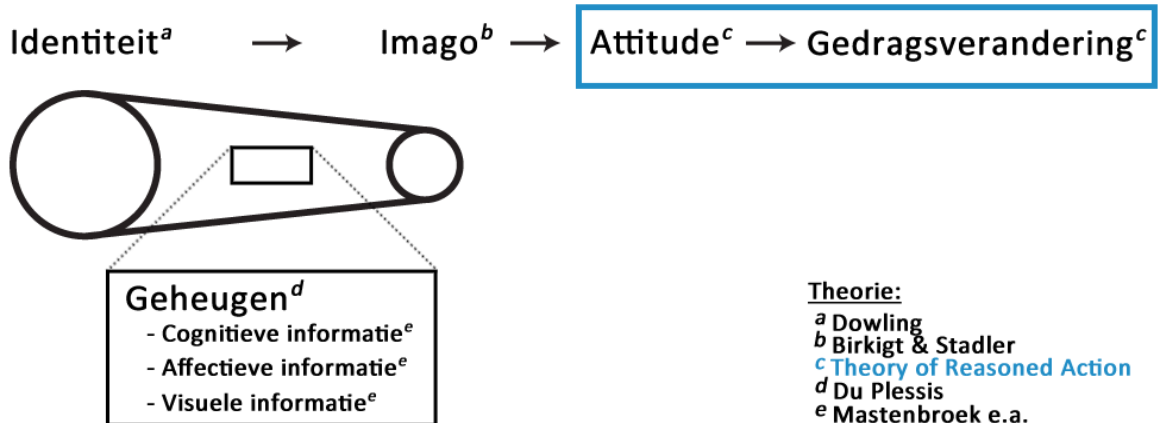 Identiteitᵃ → Imagoᵇ → Attitudeᶜ → Gedragsveranderingᶜ
Geheugenᵈ
- Cognitieve informatieᵉ
- Affectieve informatieᵉ
- Visuele informatieᵉ
Theorie:
ᵃ Dowling
ᵇ Birkigt & Stadler
ᶜ Theory of Reasoned Action
ᵈ Du Plessis
ᵉ Mastenbroek e.a.